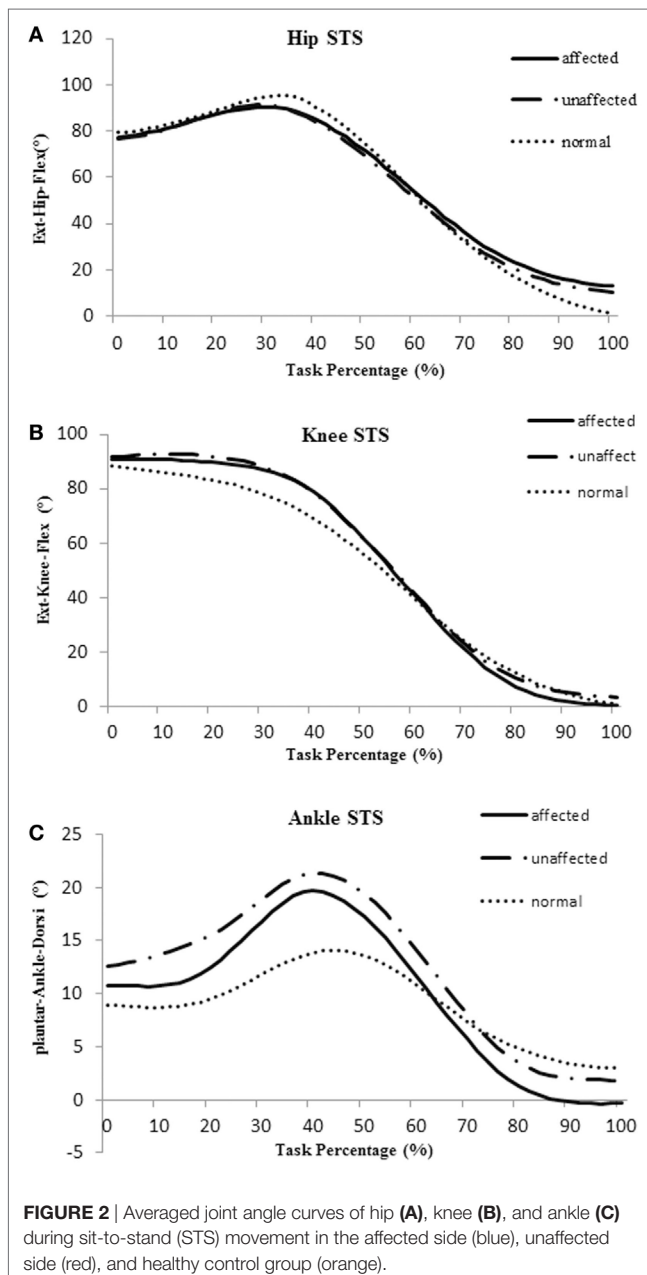 A
Hip STS
120
100
80
60
40
20
0
Ext-Hip-Flex(°)
affected
unaffected
normal
0 10 20 30 40 50 60 70 80 90 100
Task Percentage (%)
B
Knee STS
100
80
60
40
20
0
Ext-Knee-Flex (°)
affected
unaffect
normal
0 10 20 30 40 50 60 70 80 90 100
Task Percentage (%)
C
Ankle STS
25
20
15
10
5
0
-5
plantar-Ankle-Dorsi (°)
affected
unaffected
normal
0 10 20 30 40 50 60 70 80 90 100
Task Percentage (%)
FIGURE 2 | Averaged joint angle curves of hip (A), knee (B), and ankle (C)
during sit-to-stand (STS) movement in the affected side (blue), unaffected
side (red), and healthy control group (orange).